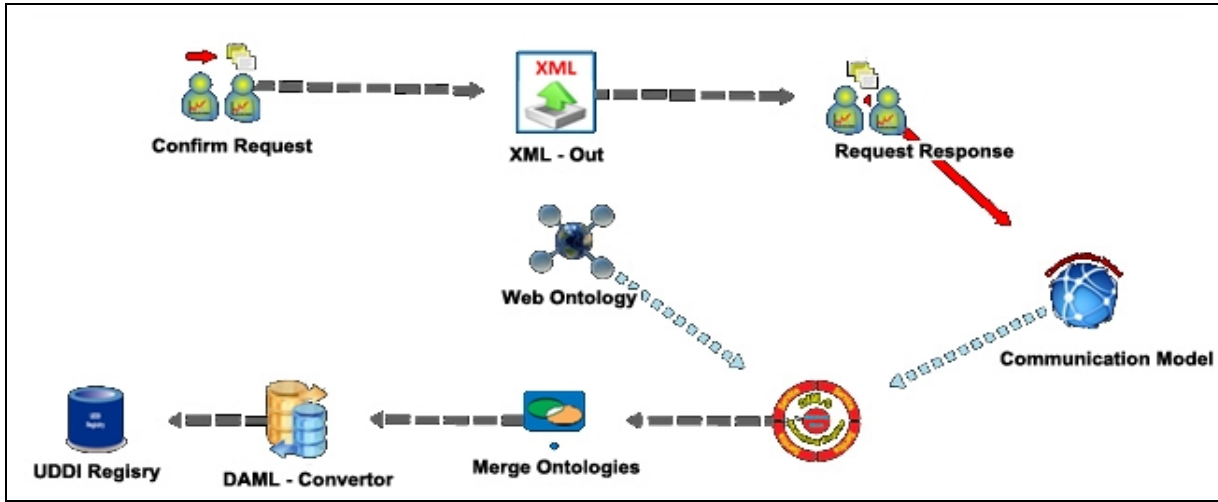 XML
Confirm Request
XML - Out
Request Response
Web Ontology
Communication Model
UDDI Regisry
DAML - Convertor
Merge Ontologies